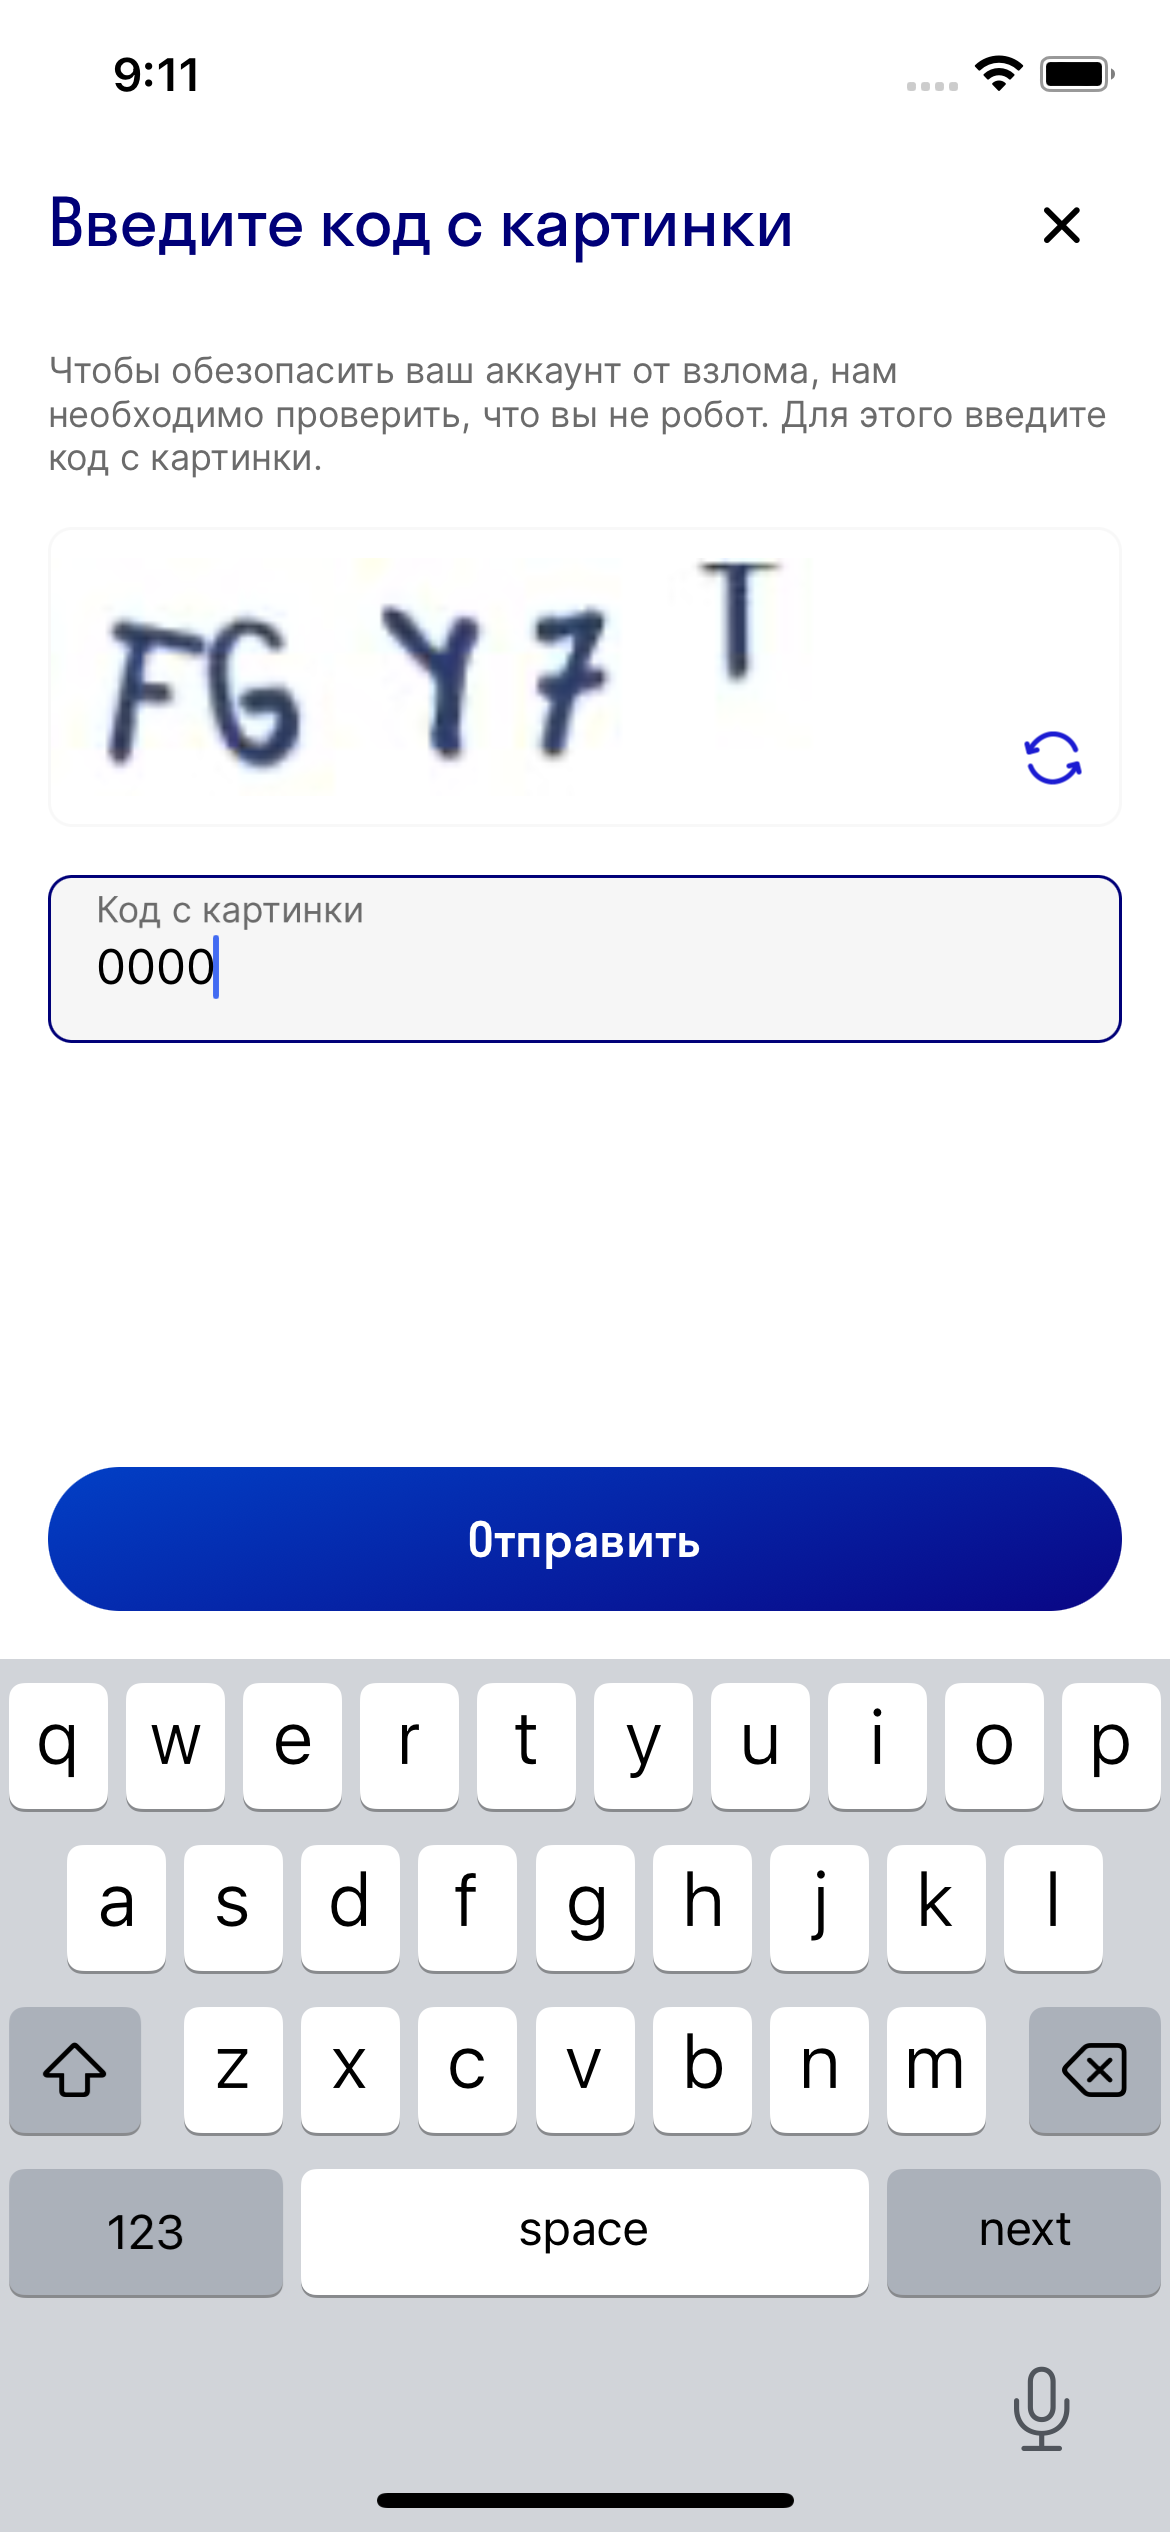 9:11
Введите код с картинки
Чтобы обезопасить ваш аккаунт от взлома, нам
необходимо проверить, что вы не робот. Для этого введите
код с картинки.
FG Y7 T
Код с картинки
0000
Отправить
q w e r t y u i o p
a s d f g h j k l
z x c v b n m
123 space next